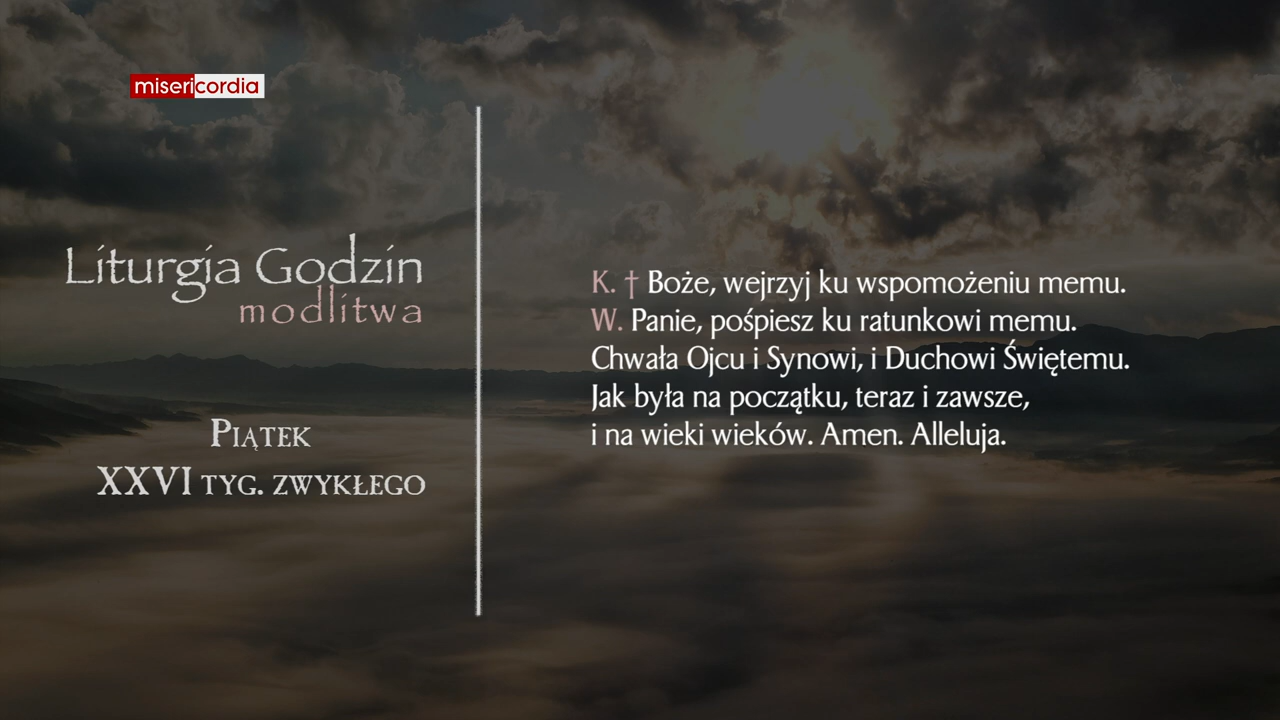 misericordia
Liturgia Godzin
modlitwa
Piątek
XXVI tyg. zwykłego
K. † Boże, wejrzyj ku wspomożeniu memu.
W. Panie, pośpiesz ku ratunkowi memu.
Chwała Ojcu i Synowi, i Duchowi Świętemu.
Jak była na początku, teraz i zawsze,
i na wieki wieków. Amen. Alleluja.